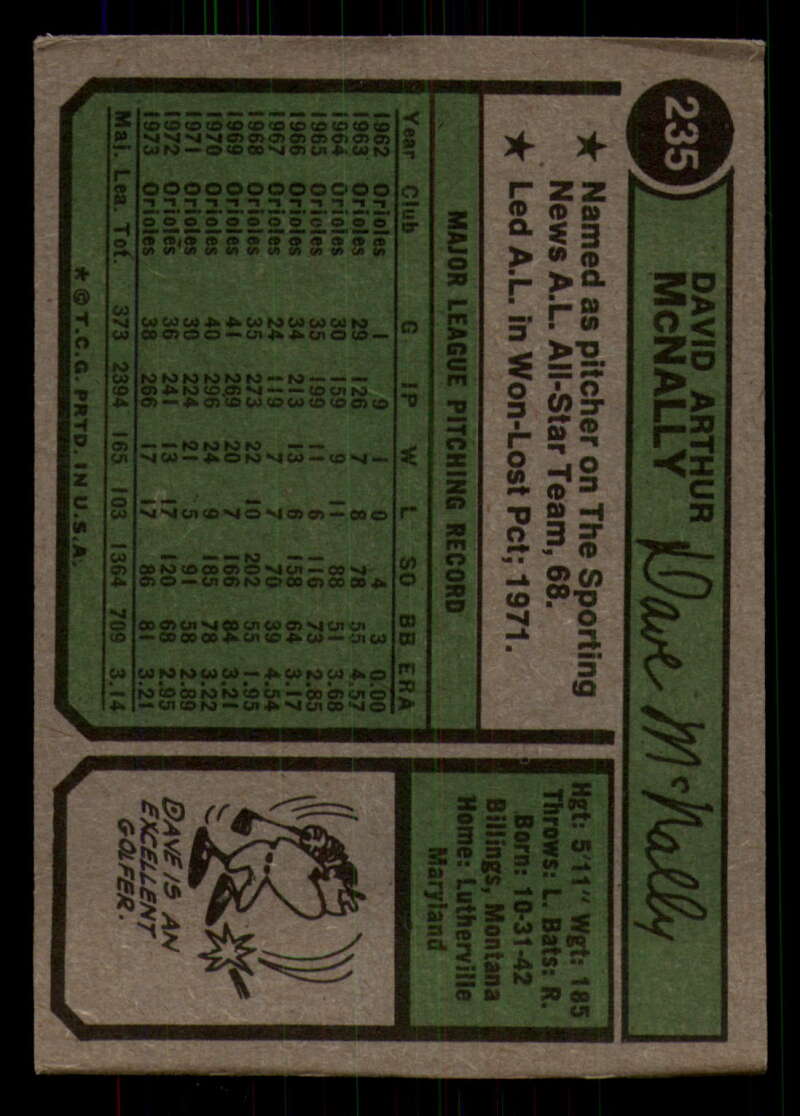 235
DAVID ARTHUR
McNALLY
Dave McNally
★ Named as pitcher on The Sporting
News A.L. All-Star Team, 68.
★ Led A.L. in Won-Lost Pct; 1971.
MAJOR LEAGUE PITCHING RECORD
Year Club G IP W L SO BB ERA
1962 Orioles 1 9 1 0 4 3 0.00
1963 Orioles 29 126 7 8 78 55 4.57
1964 Orioles 30 159 9 11 88 51 3.68
1965 Orioles 35 199 11 6 116 73 2.85
1966 Orioles 34 213 13 6 158 64 3.17
1967 Orioles 24 119 7 7 70 39 4.54
1968 Orioles 35 273 22 10 202 55 1.95
1969 Orioles 41 269 20 7 166 84 3.21
1970 Orioles 40 296 24 9 185 78 3.22
1971 Orioles 30 224 21 5 91 58 2.89
1972 Orioles 36 241 13 17 120 68 2.95
1973 Orioles 38 266 17 17 86 81 3.21
Maj. Lea. Tot. 373 2394 165 103 1364 709 3.14
* © T.C.G. PRTD. IN U.S.A.
Hgt: 5'11" Wgt: 185
Throws: L. Bats: R.
Born: 10-31-42
Billings, Montana
Home: Lutherville
Maryland
DAVE IS AN
EXCELLENT
GOLFER.